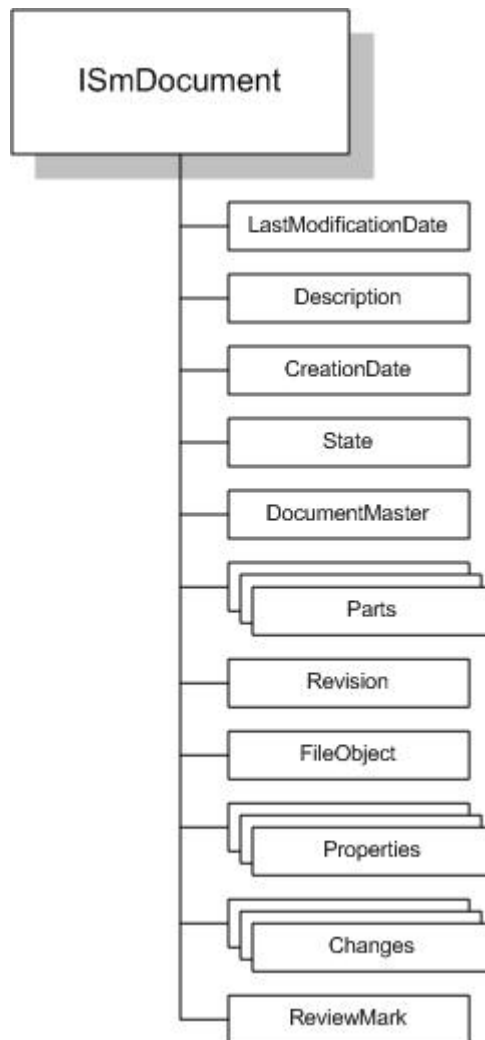 ISmDocument
LastModificationDate
Description
CreationDate
State
DocumentMaster
Parts
Revision
FileObject
Properties
Changes
ReviewMark